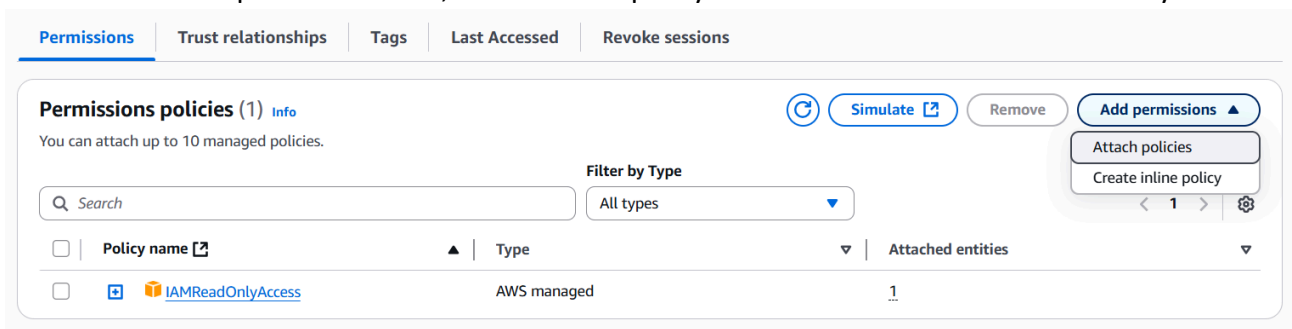 Permissions Trust relationships Tags Last Accessed Revoke sessions
Permissions policies (1) Info
Simulate Remove Add permissions
You can attach up to 10 managed policies.
Attach policies
Create inline policy
Filter by Type
Search All types
1
Policy name Type Attached entities
IAMReadOnlyAccess AWS managed 1